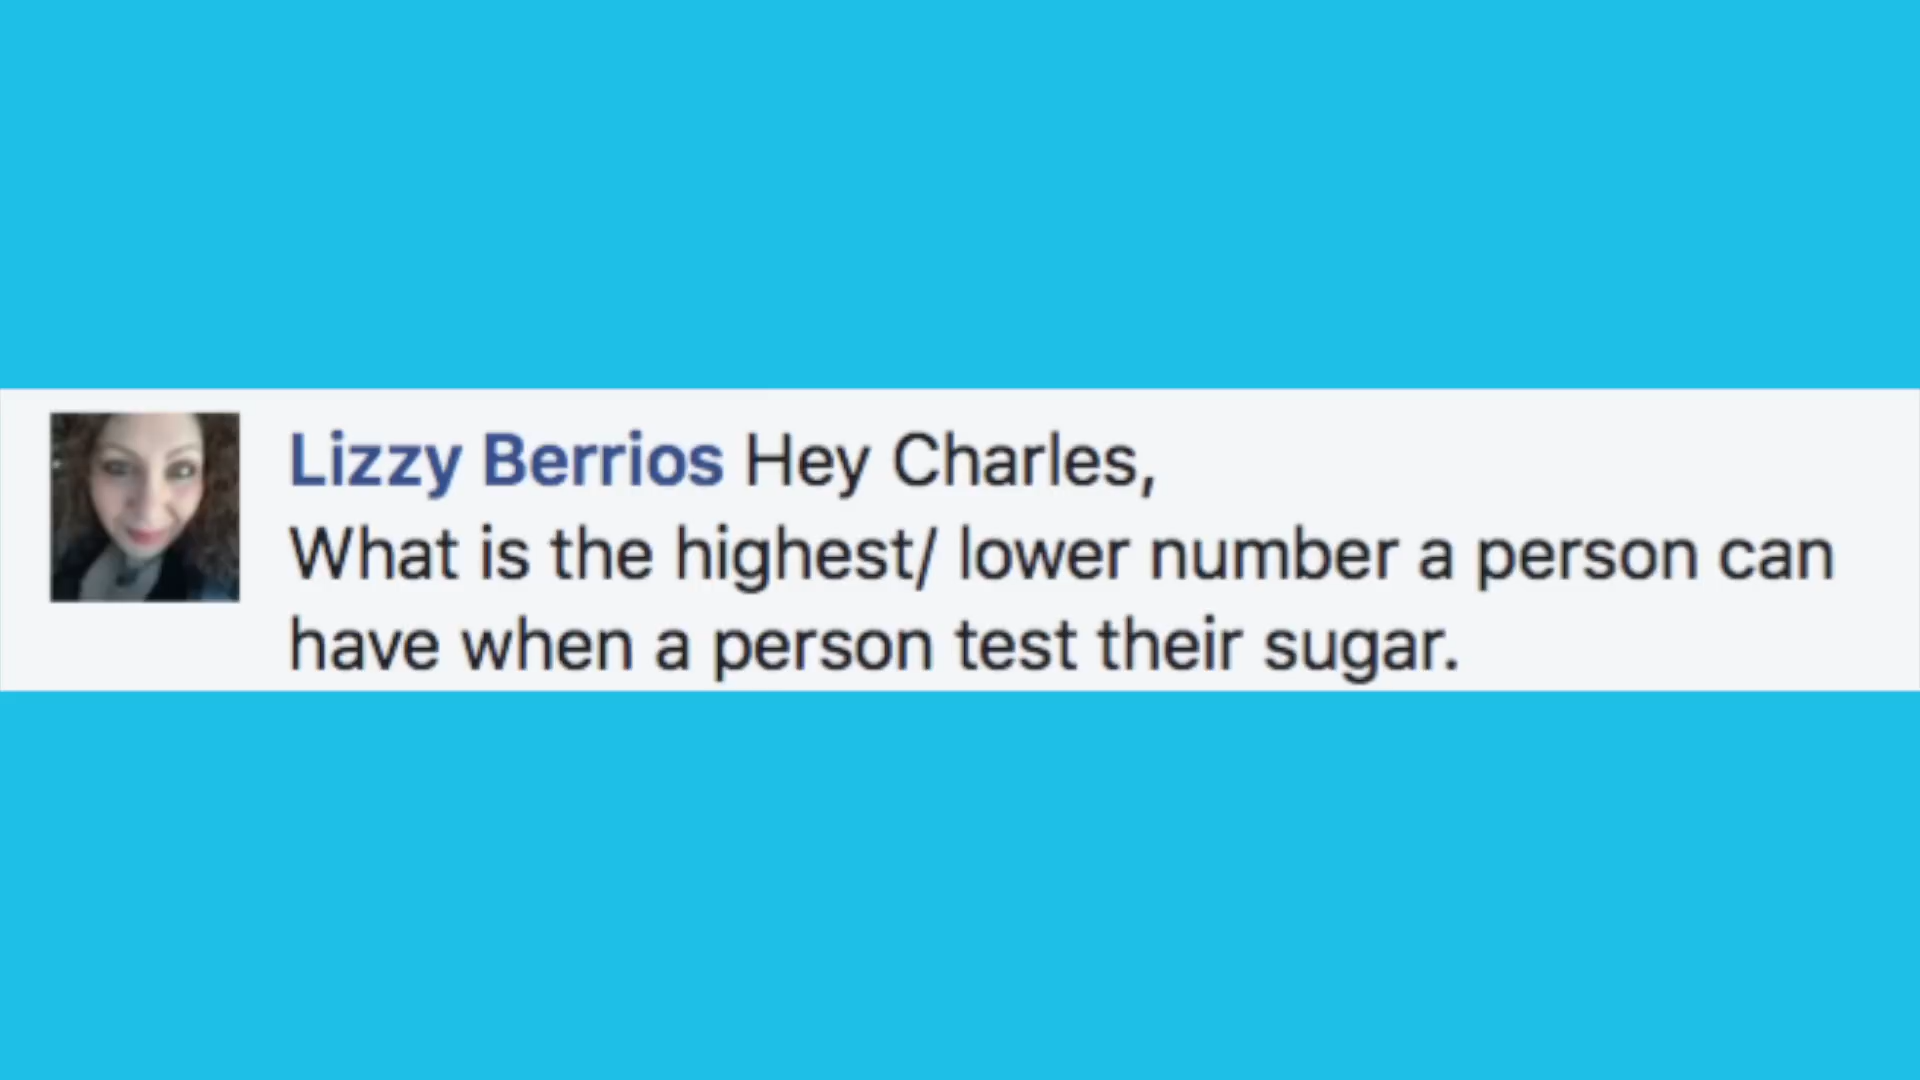 Lizzy Berrios Hey Charles,
What is the highest/ lower number a person can
have when a person test their sugar.